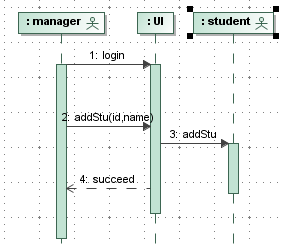 : manager
: UI
: student
1: login
2: addStu(id,name)
3: addStu
4: succeed